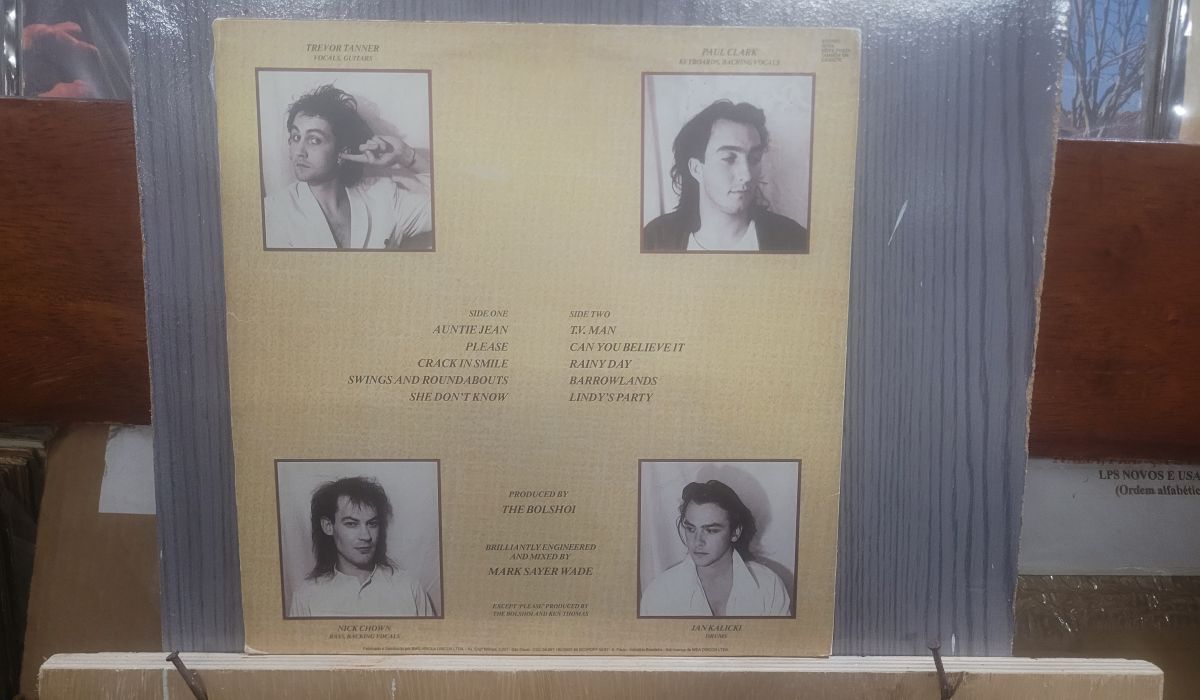 TREVOR TANNER
VOCALS, GUITARS
PAUL CLARK
KEYBOARDS, BACKING VOCALS
SIDE ONE
AUNTIE JEAN
PLEASE
CRACK IN SMILE
SWINGS AND ROUNDABOUTS
SHE DON'T KNOW
SIDE TWO
T.V. MAN
CAN YOU BELIEVE IT
RAINY DAY
BARROWLANDS
LINDY'S PARTY
PRODUCED BY
THE BOLSHOI
BRILLIANTLY ENGINEERED
AND MIXED BY
MARK SAYER WADE
EXCEPT 'PLEASE' PRODUCED BY
THE BOLSHOI AND KEN THOMAS
NICK CHOWN
BASS, BACKING VOCALS
JAN KALICKI
DRUMS
LPS NOVOS E USA
(Ordem alfabétic